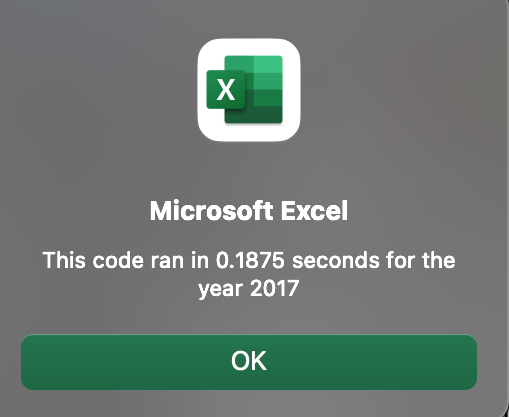 X
Microsoft Excel
This code ran in 0.1875 seconds for the
year 2017
OK